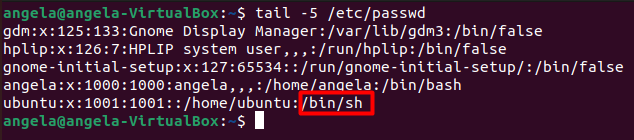 angela@angela-VirtualBox:~$ tail -5 /etc/passwd
gdm:x:125:133:Gnome Display Manager:/var/lib/gdm3:/bin/false
hplip:x:126:7:HPLIP system user,,,:/run/hplip:/bin/false
gnome-initial-setup:x:127:65534::/run/gnome-initial-setup/:/bin/false
angela:x:1000:1000:angela,,,:/home/angela:/bin/bash
ubuntu:x:1001:1001::/home/ubuntu:/bin/sh
angela@angela-VirtualBox:~$